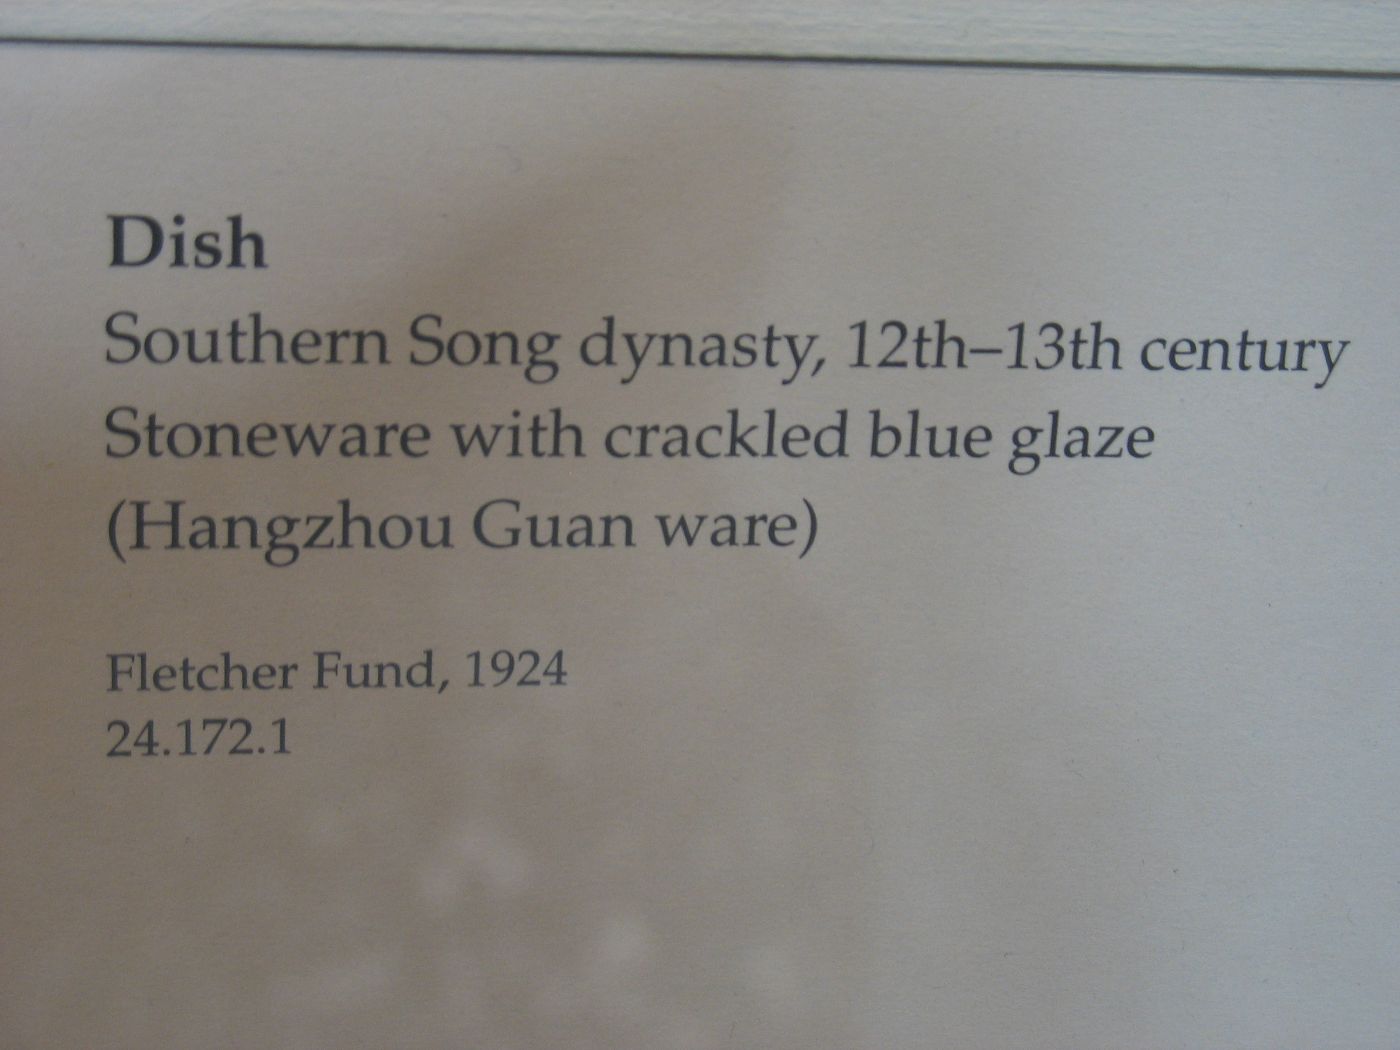 Dish
Southern Song dynasty, 12th–13th century
Stoneware with crackled blue glaze
(Hangzhou Guan ware)
Fletcher Fund, 1924
24.172.1